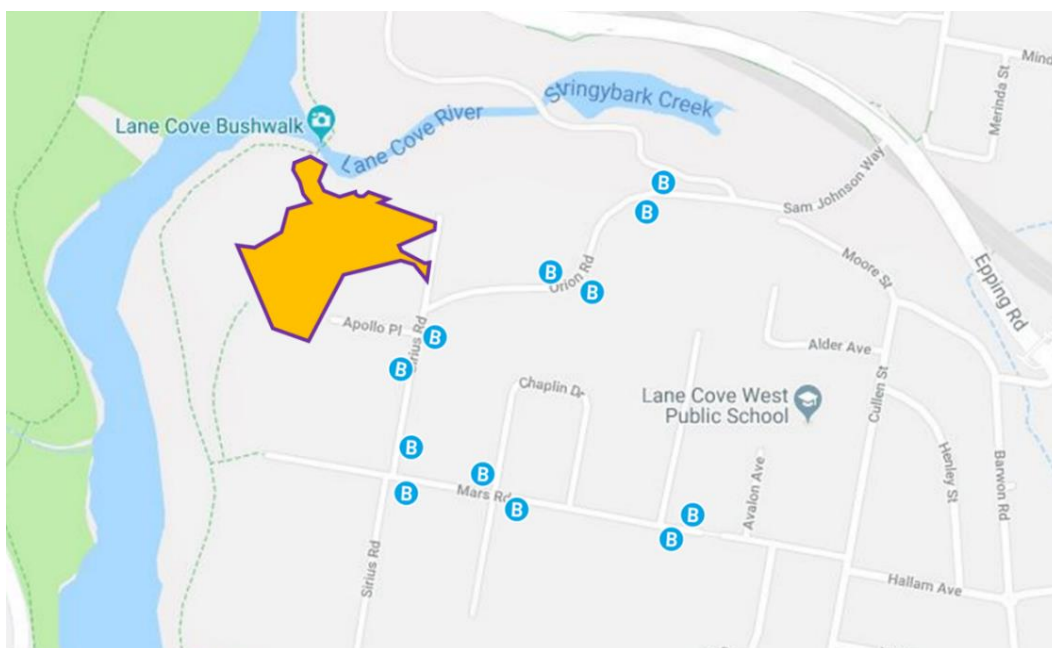 Mind
Merinda St
Stringybark Creek
Lane Cove River
Lane Cove Bushwalk
B
Sam Johnson Way
B
Moore St
Epping Rd
B
Orion Rd
B
Apollo Pl
B
Sirius Rd
Alder Ave
B
Chaplin Dr
Lane Cove West
Public School
Cullen St
B
Henley St
Barwon Rd
B
Mars Rd
B
B
Avalon Ave
B
B
Sirius Rd
Hallam Ave